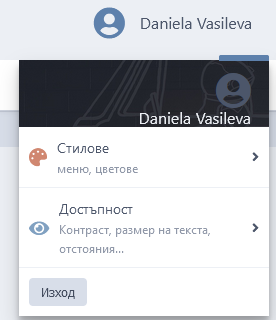 Daniela Vasileva
Daniela Vasileva
Стилове
меню, цветове
Достъпност
Контраст, размер на текста,
отстояния...
Изход